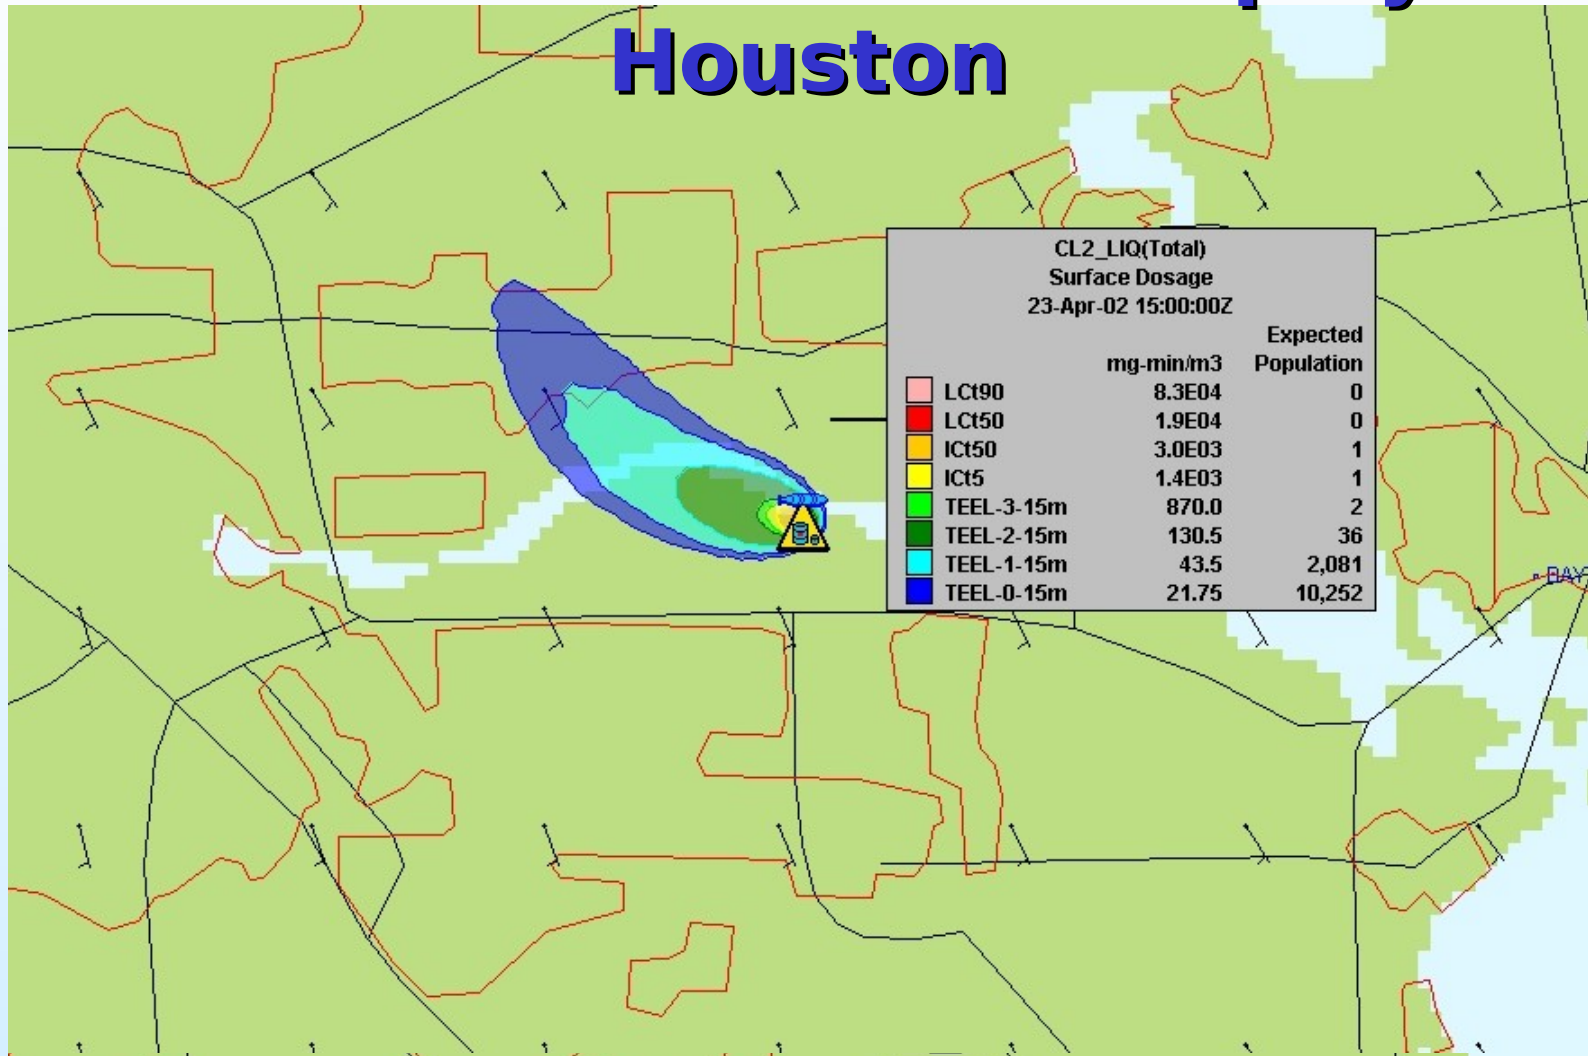 Houston
CL2_LIQ(Total)
Surface Dosage
23-Apr-02 15:00:00Z
Expected
mg-min/m3 Population
LCt90 8.3E04 0
LCt50 1.9E04 0
ICt50 3.0E03 1
ICt5 1.4E03 1
TEEL-3-15m 870.0 2
TEEL-2-15m 130.5 36
TEEL-1-15m 43.5 2,081
TEEL-0-15m 21.75 10,252